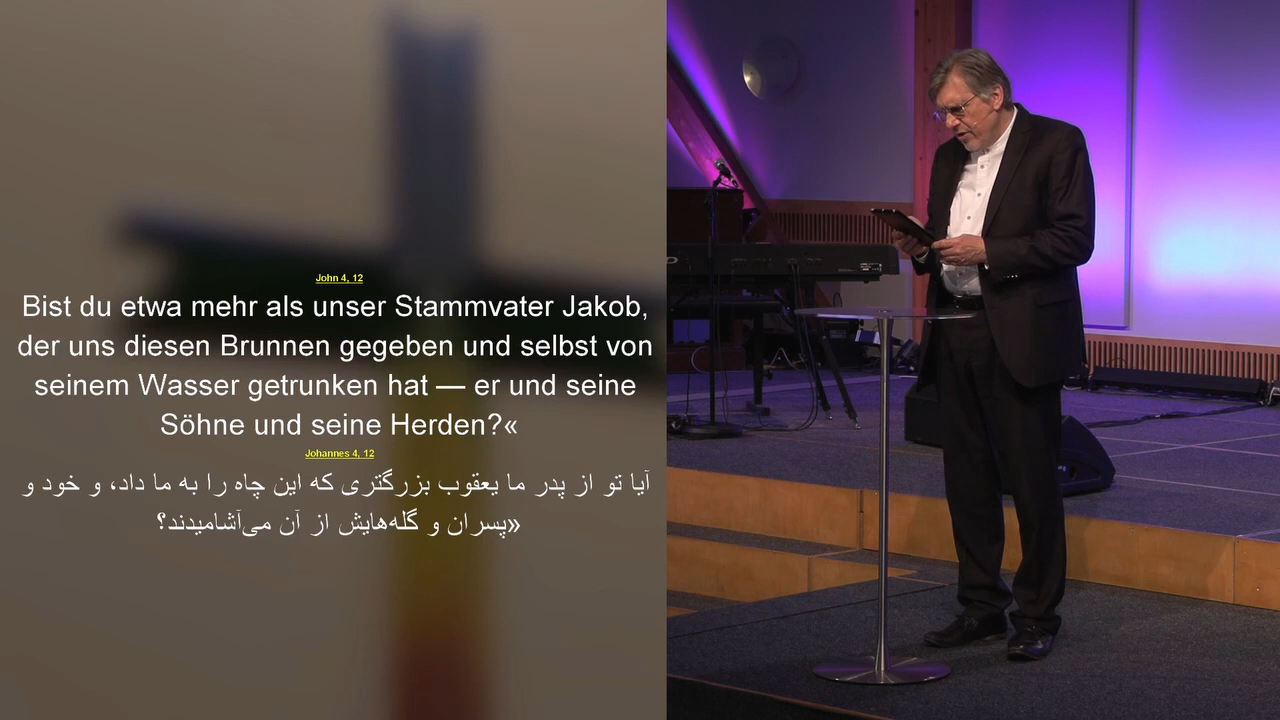 John 4, 12
Bist du etwa mehr als unser Stammvater Jakob,
der uns diesen Brunnen gegeben und selbst von
seinem Wasser getrunken hat — er und seine
Söhne und seine Herden?«
Johannes 4, 12
آیا تو از پدر ما یعقوب بزرگتری که این چاه را به ما داد، و خود و
»پسران و گله‌هایش از آن می‌آشامیدند؟